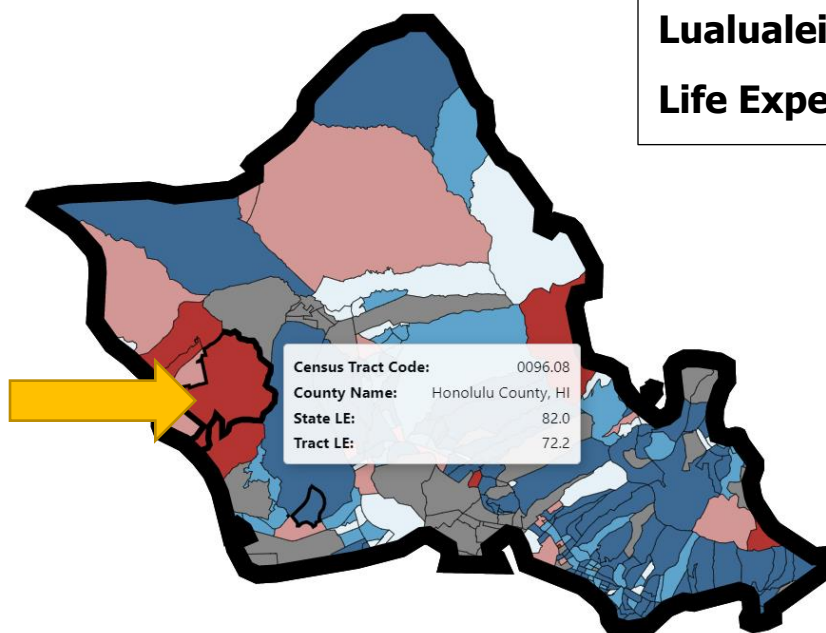 Lualualei
Life Expe
Census Tract Code: 0096.08
County Name: Honolulu County, HI
State LE: 82.0
Tract LE: 72.2